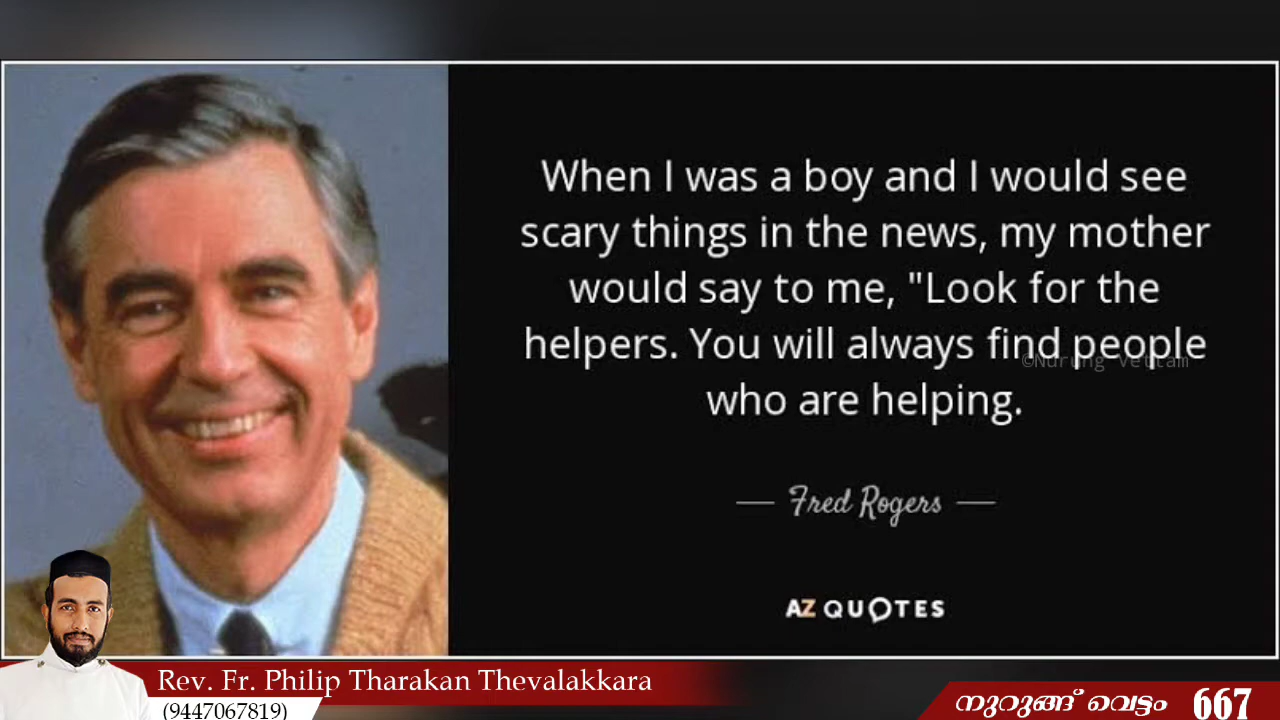 When I was a boy and I would see
scary things in the news, my mother
would say to me, "Look for the
helpers. You will always find people
©Nurung Vettam
who are helping.
Fred Rogers
AZ QUOTES
Rev. Fr. Philip Tharakan Thevalakkara
(9447067819)
നുറുങ്ങ് വെട്ടം 667